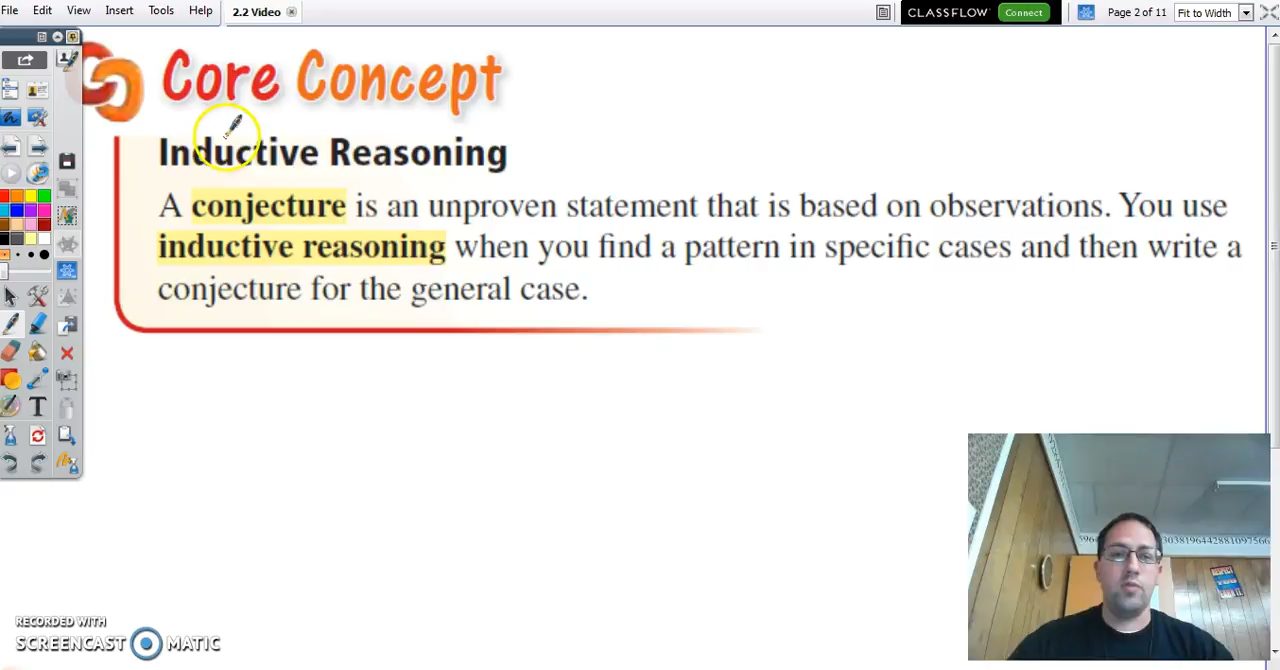 File Edit View Insert Tools Help
2.2 Video
CLASSFLOW Connect
Page 2 of 11
Fit to Width
Core Concept
Inductive Reasoning
A conjecture is an unproven statement that is based on observations. You use
inductive reasoning when you find a pattern in specific cases and then write a
conjecture for the general case.
T
RESPECT
RECORDED WITH
SCREENCAST MATIC